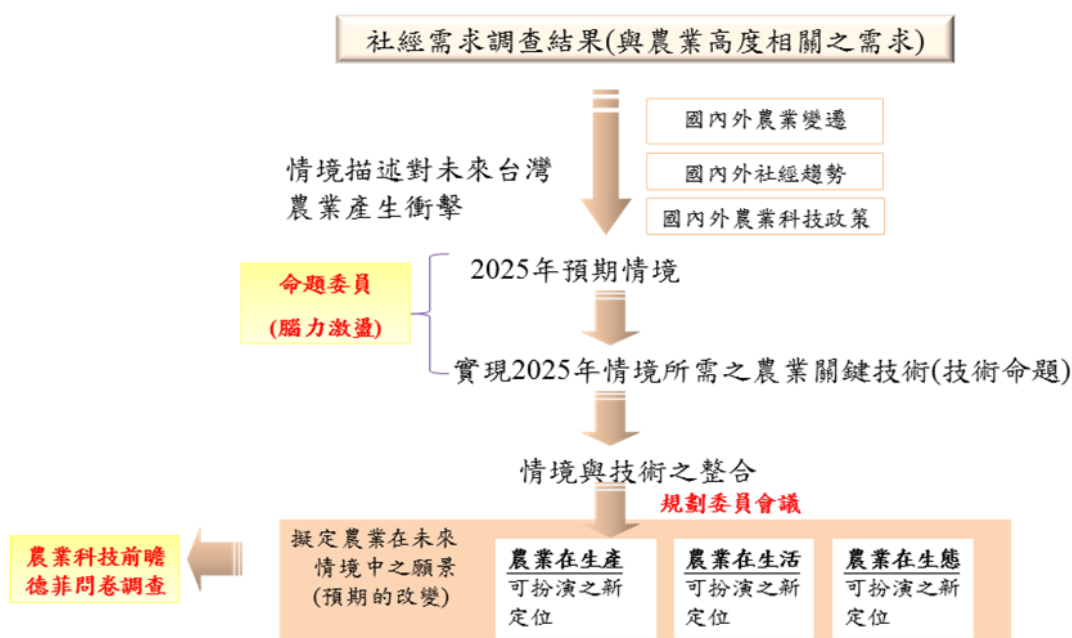 社經需求調查結果(與農業高度相關之需求)
國內外農業變遷
國內外社經趨勢
國內外農業科技政策
情境描述對未來台灣
農業產生衝擊
2025年預期情境
命題委員
(腦力激盪)
實現2025年情境所需之農業關鍵技術(技術命題)
情境與技術之整合
規劃委員會議
農業科技前瞻
德菲問卷調查
擬定農業在未來
情境中之願景
(預期的改變)
農業在生產
可扮演之新
定位
農業在生活
可扮演之新
定位
農業在生態
可扮演之新
定位